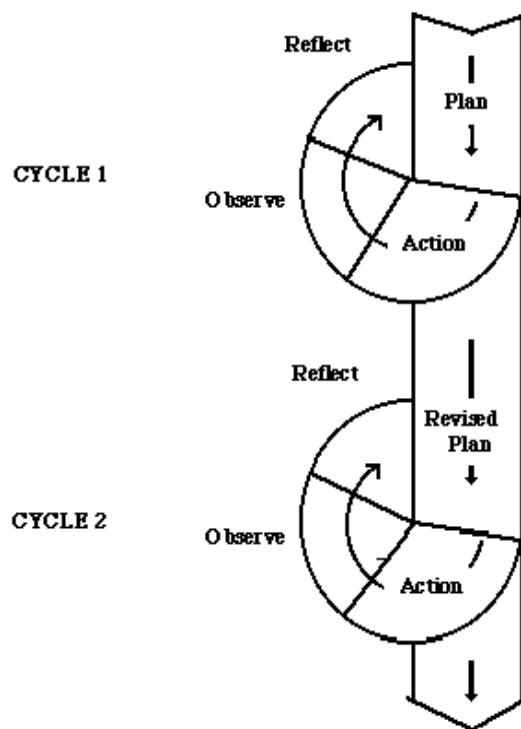 Reflect
Plan
CYCLE 1
Observe
Action
Reflect
Revised
Plan
CYCLE 2
Observe
Action